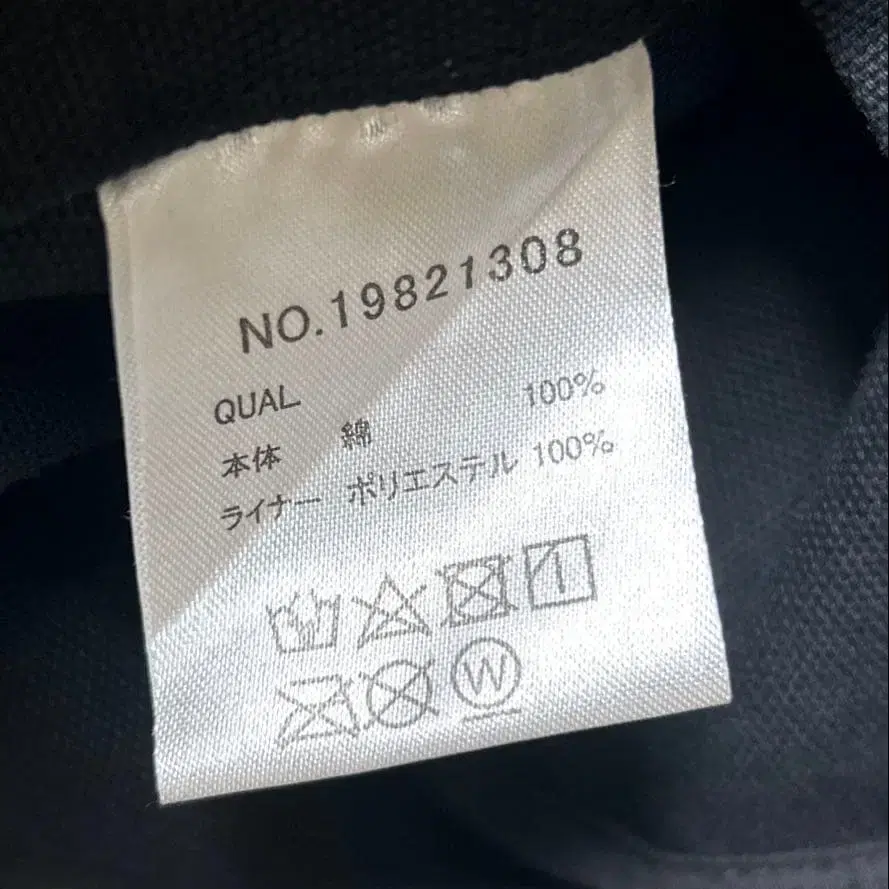 NO.19821308
QUAL
本体 綿 100%
ライナー ポリエステル 100%
W